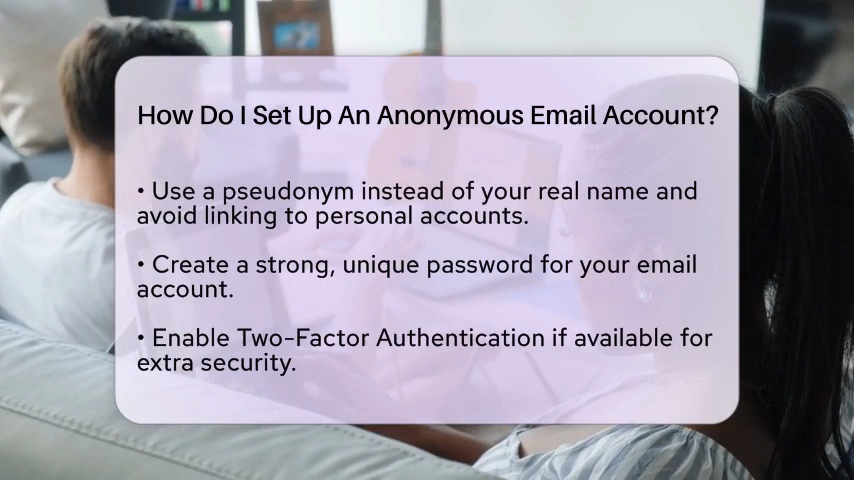 How Do I Set Up An Anonymous Email Account?
• Use a pseudonym instead of your real name and
avoid linking to personal accounts.
• Create a strong, unique password for your email
account.
• Enable Two-Factor Authentication if available for
extra security.